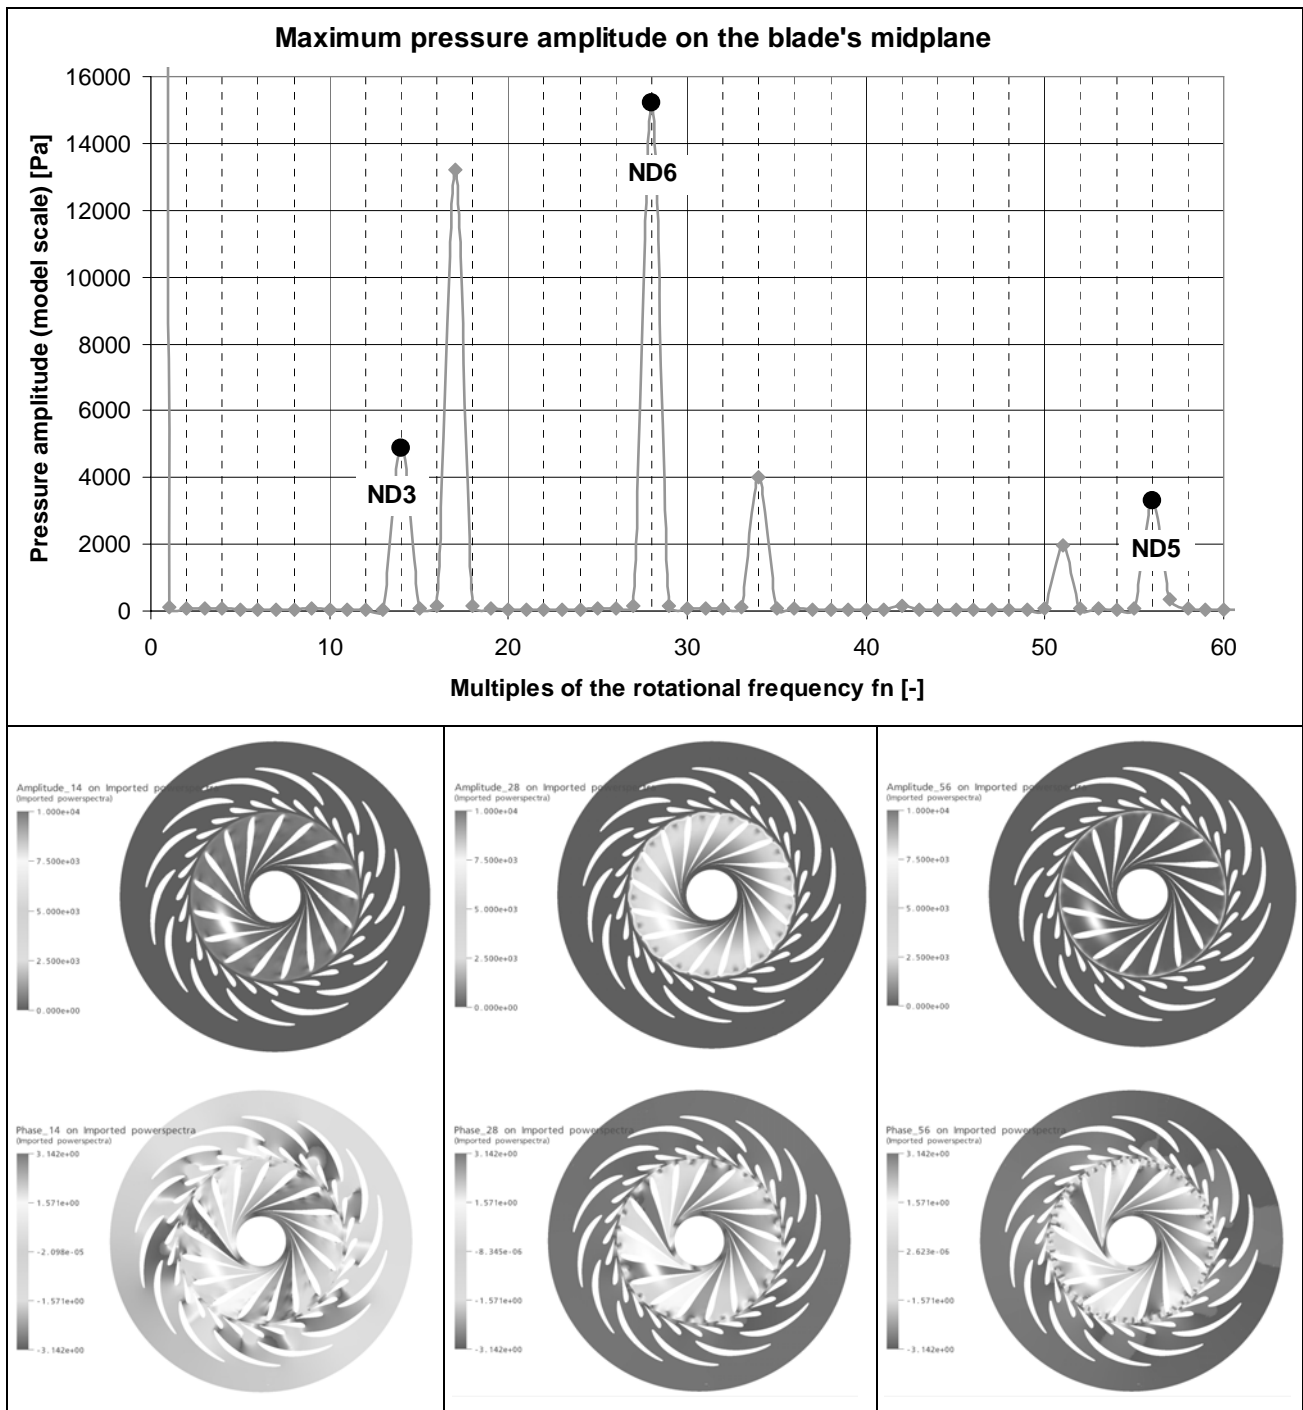 Maximum pressure amplitude on the blade's midplane
Pressure amplitude (model scale) [Pa]
16000
14000
12000
10000
8000
6000
4000
2000
0
ND3
ND6
ND5
0 10 20 30 40 50 60
Multiples of the rotational frequency fn [-]
Amplitude_14 on Imported powerspectra
(Imported powerspectra)
1.000e+04
7.500e+03
5.000e+03
2.500e+03
0.000e+00
Amplitude_28 on Imported powerspectra
(Imported powerspectra)
1.000e+04
7.500e+03
5.000e+03
2.500e+03
0.000e+00
Amplitude_56 on Imported powerspectra
(Imported powerspectra)
1.000e+04
7.500e+03
5.000e+03
2.500e+03
0.000e+00
Phase_14 on Imported powerspectra
(Imported powerspectra)
3.142e+00
1.571e+00
-2.098e-05
-1.571e+00
-3.142e+00
Phase_28 on Imported powerspectra
(Imported powerspectra)
3.142e+00
1.571e+00
-8.345e-06
-1.571e+00
-3.142e+00
Phase_56 on Imported powerspectra
(Imported powerspectra)
3.142e+00
1.571e+00
2.623e-06
-1.571e+00
-3.142e+00